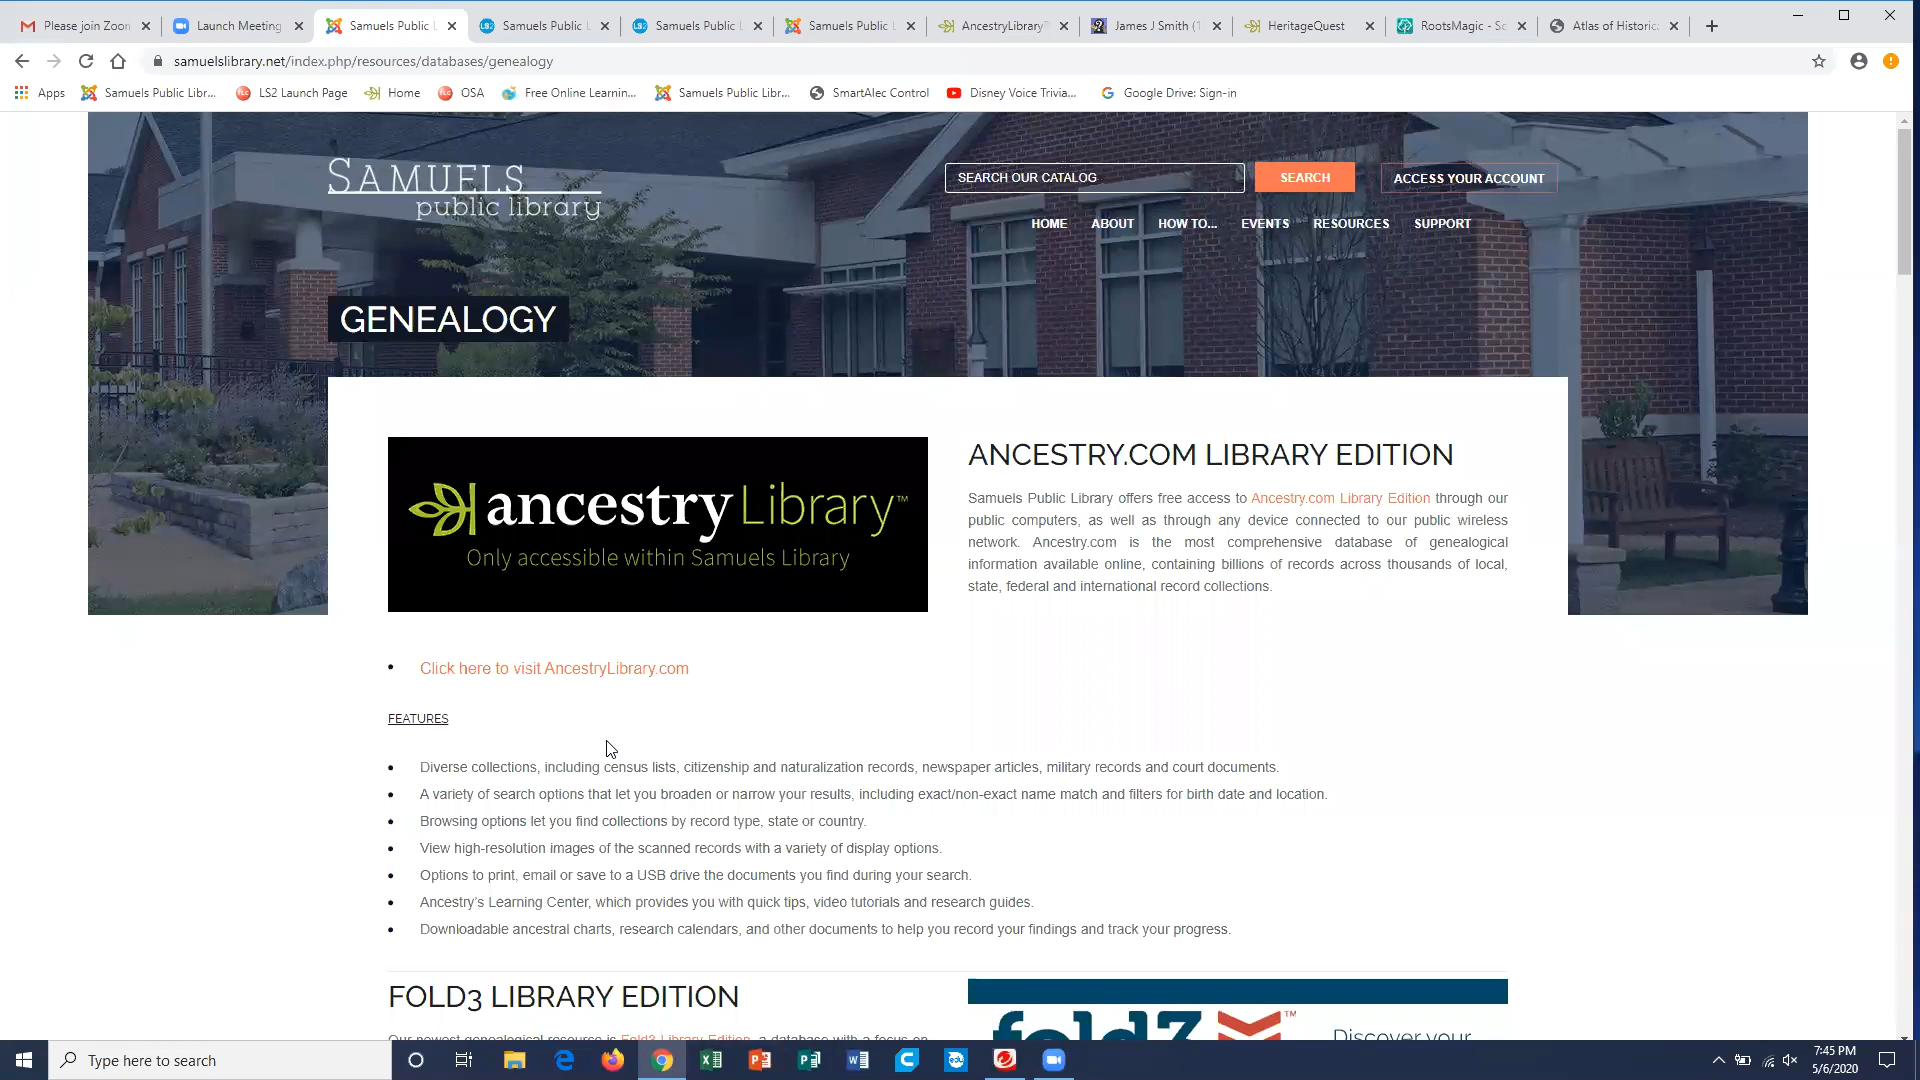 Please join Zoon
Launch Meeting
Samuels Public L
Samuels Public L
Samuels Public L
Samuels Public L
AncestryLibrary
James J Smith (1
HeritageQuest
RootsMagic - Sc
Atlas of Historic
samuelslibrary.net/index.php/resources/databases/genealogy
Apps
Samuels Public Libr...
LS2 Launch Page
Home
OSA
Free Online Learnin...
Samuels Public Libr...
SmartAlec Control
Disney Voice Trivia...
Google Drive: Sign-in
SAMUELS
public library
SEARCH OUR CATALOG
SEARCH
ACCESS YOUR ACCOUNT
HOME
ABOUT
HOW TO...
EVENTS
RESOURCES
SUPPORT
GENEALOGY
ancestryLibrary™
Only accessible within Samuels Library
ANCESTRY.COM LIBRARY EDITION
Samuels Public Library offers free access to Ancestry.com Library Edition through our
public computers, as well as through any device connected to our public wireless
network. Ancestry.com is the most comprehensive database of genealogical
information available online, containing billions of records across thousands of local,
state, federal and international record collections.
• Click here to visit AncestryLibrary.com
FEATURES
• Diverse collections, including census lists, citizenship and naturalization records, newspaper articles, military records and court documents.
• A variety of search options that let you broaden or narrow your results, including exact/non-exact name match and filters for birth date and location.
• Browsing options let you find collections by record type, state or country.
• View high-resolution images of the scanned records with a variety of display options.
• Options to print, email or save to a USB drive the documents you find during your search.
• Ancestry's Learning Center, which provides you with quick tips, video tutorials and research guides.
• Downloadable ancestral charts, research calendars, and other documents to help you record your findings and track your progress.
FOLD3 LIBRARY EDITION
Our newest genealogical resource is Fold3 Library Edition, a database with a focus on
fold3 ™
Discover your
Type here to search
7:45 PM
5/6/2020